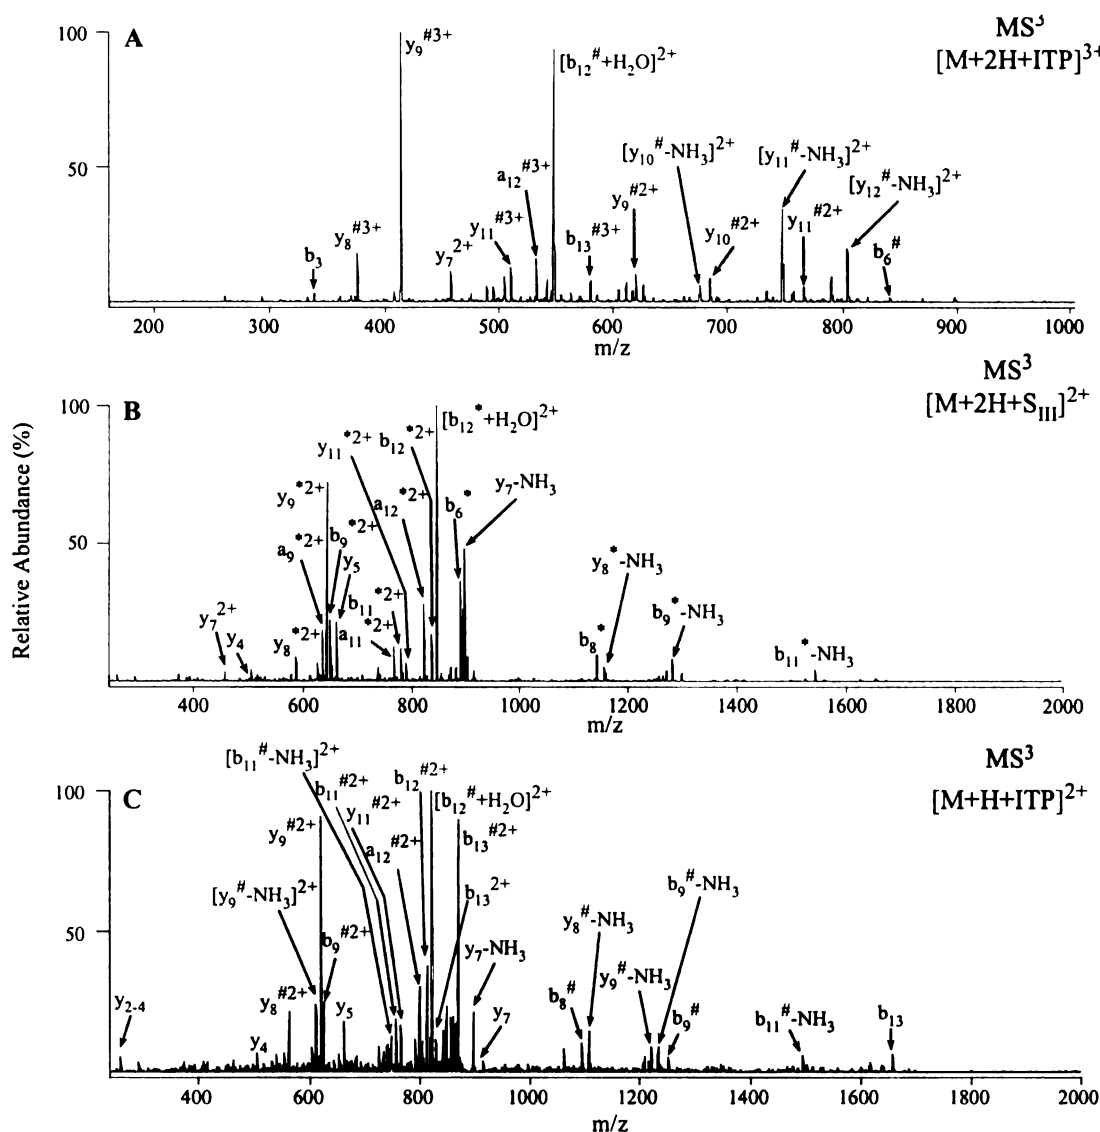 A
MS³
[M+2H+ITP]³⁺
100
50
y₉#³⁺
[b₁₂#+H₂O]²⁺
[y₁₀#-NH₃]²⁺
[y₁₁#-NH₃]²⁺
[y₁₂#-NH₃]²⁺
a₁₂#³⁺
y₉#²⁺
y₈#³⁺
y₁₁#³⁺
b₁₃#³⁺
y₁₀#²⁺
y₁₁#²⁺
b₃
y₇²⁺
b₆#
200 300 400 500 600 700 800 900 1000
m/z
Relative Abundance (%)
B
MS³
[M+2H+S_III]²⁺
100
50
[b₁₂*+H₂O]²⁺
b₁₂*²⁺
y₁₁*²⁺
y₉*²⁺
a₁₂*²⁺
b₆*
y₇-NH₃
b₉*²⁺
a₉*²⁺
y₅
y₈*-NH₃
b₁₁*²⁺
y₇²⁺
y₄
y₈*²⁺
a₁₁*²⁺
b₈*
b₉*-NH₃
b₁₁*-NH₃
400 600 800 1000 1200 1400 1600 1800 2000
m/z
C
MS³
[M+H+ITP]²⁺
100
50
[b₁₁#-NH₃]²⁺
b₁₁#²⁺
b₁₂#²⁺
[b₁₂#+H₂O]²⁺
y₁₁#²⁺
y₉#²⁺
a₁₂#²⁺
b₁₃#²⁺
[y₉#-NH₃]²⁺
b₁₃²⁺
b₉#-NH₃
b₉#²⁺
y₇-NH₃
y₈#-NH₃
y₂₋₄
y₈#²⁺
y₅
y₄
y₇
b₈#
y₉#-NH₃
b₉#
b₁₁#-NH₃
b₁₃
400 600 800 1000 1200 1400 1600 1800 2000
m/z